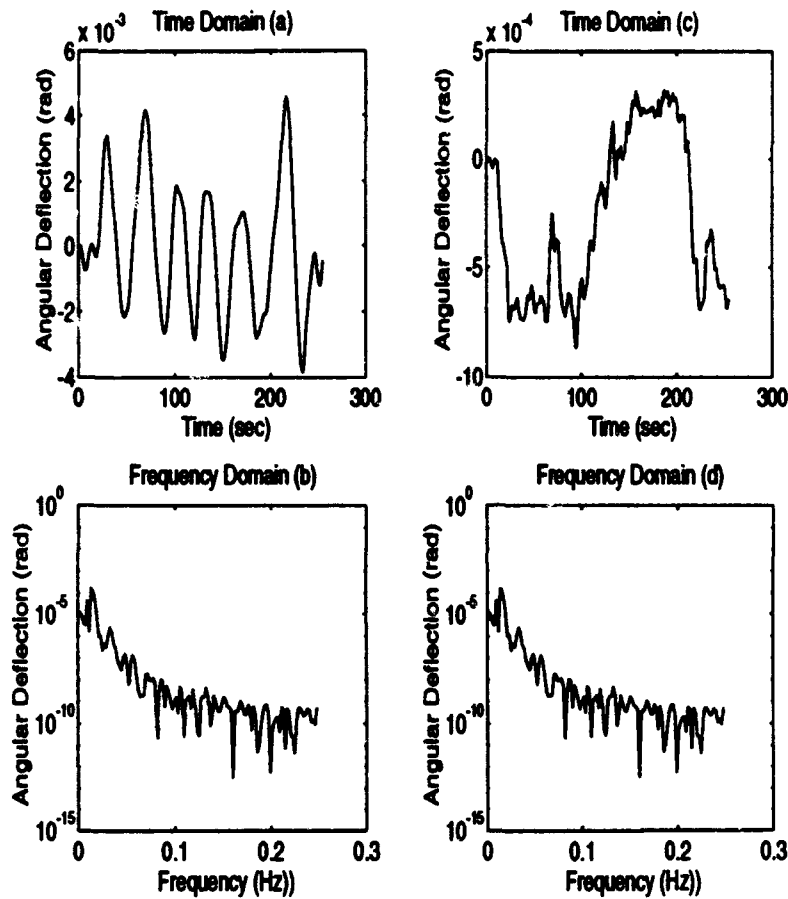 Time Domain (a)
x 10^-3
6
4
2
0
-2
-4
Angular Deflection (rad)
0
100
200
300
Time (sec)
Time Domain (c)
x 10^-4
5
0
-5
-10
Angular Deflection (rad)
0
100
200
300
Time (sec)
Frequency Domain (b)
10^0
10^-5
10^-10
10^-15
Angular Deflection (rad)
0
0.1
0.2
0.3
Frequency (Hz))
Frequency Domain (d)
10^0
10^-5
10^-10
10^-15
Angular Deflection (rad)
0
0.1
0.2
0.3
Frequency (Hz))